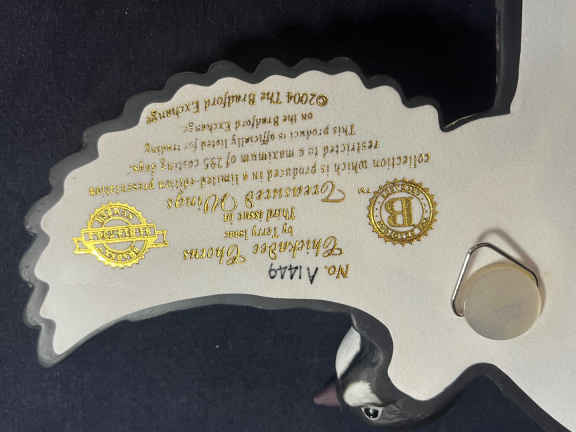 No. A1449
Chickadee Chorus
by Terry Isaac
Third Issue in
Treasured Wings
collection which is produced in a limited-edition presentation
restricted to a maximum of 295 casting days.
This product is officially listed for trading
on the Bradford Exchange.
©2004 The Bradford Exchange
B